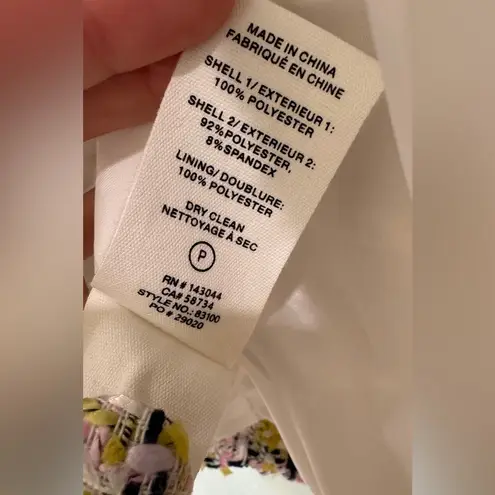 MADE IN CHINA
FABRIQUÉ EN CHINE
SHELL 1/ EXTERIEUR 1:
100% POLYESTER
SHELL 2/ EXTERIEUR 2:
92%POLYESTER,
8%SPANDEX
LINING/DOUBLURE:
100% POLYESTER
DRY CLEAN
NETTOYAGE À SEC
P
RN # 143044
CA# 58734
STYLE NO.: B3100
PO # 29020